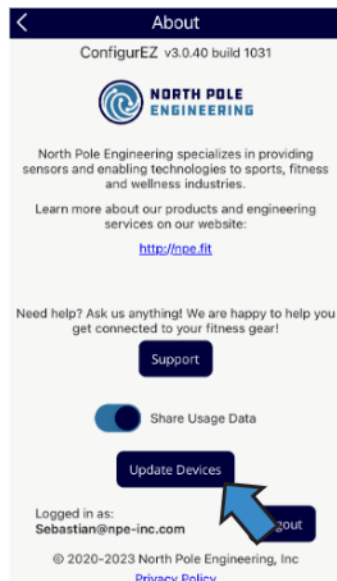 About
ConfigurEZ v3.0.40 build 1031
NORTH POLE
ENGINEERING
North Pole Engineering specializes in providing
sensors and enabling technologies to sports, fitness
and wellness industries.
Learn more about our products and engineering
services on our website:
http://npe.fit
Need help? Ask us anything! We are happy to help you
get connected to your fitness gear!
Support
Share Usage Data
Update Devices
Logged in as:
Sebastian@npe-inc.com
gout
© 2020-2023 North Pole Engineering, Inc
Privacy Policy